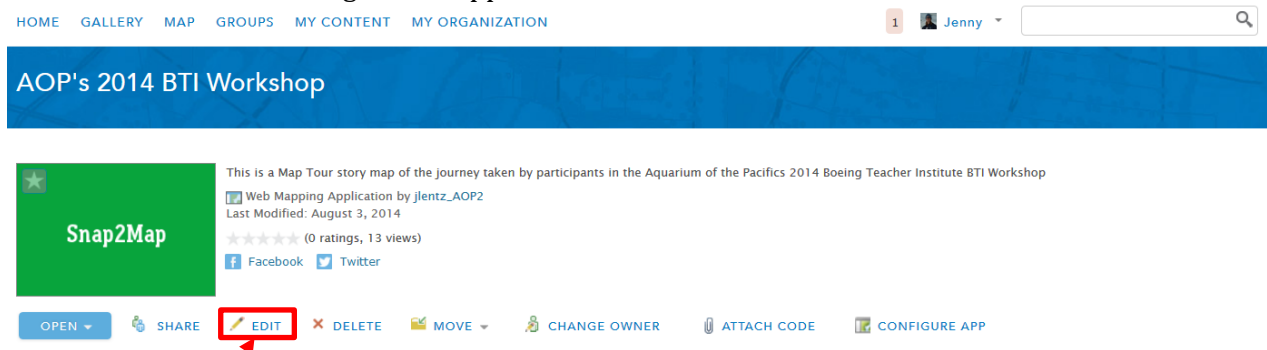 HOME GALLERY MAP GROUPS MY CONTENT MY ORGANIZATION 1 Jenny
AOP's 2014 BTI Workshop
This is a Map Tour story map of the journey taken by participants in the Aquarium of the Pacifics 2014 Boeing Teacher Institute BTI Workshop
Web Mapping Application by jlentz_AOP2
Last Modified: August 3, 2014
Snap2Map
(0 ratings, 13 views)
Facebook Twitter
OPEN SHARE EDIT DELETE MOVE CHANGE OWNER ATTACH CODE CONFIGURE APP